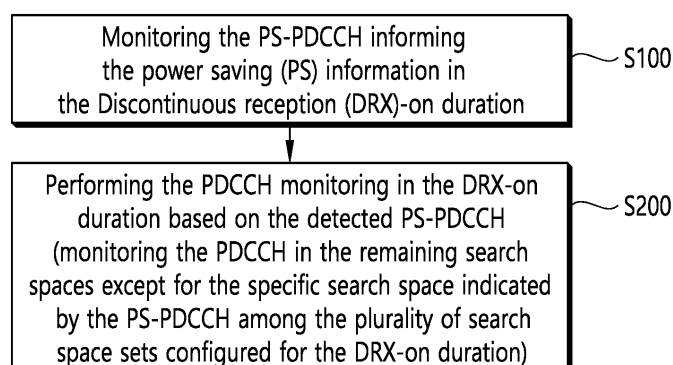 Monitoring the PS-PDCCH informing
the power saving (PS) information in
the Discontinuous reception (DRX)-on duration
S100
Performing the PDCCH monitoring in the DRX-on
duration based on the detected PS-PDCCH
(monitoring the PDCCH in the remaining search
spaces except for the specific search space indicated
by the PS-PDCCH among the plurality of search
space sets configured for the DRX-on duration)
S200